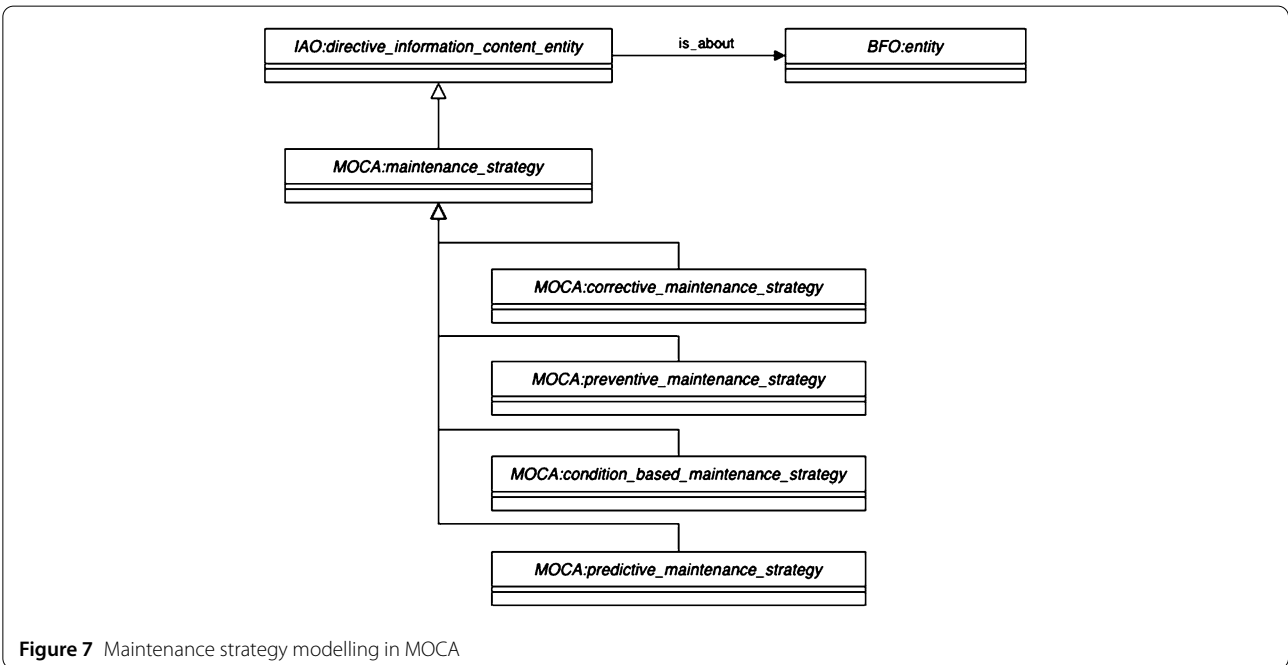 IAO:directive_information_content_entity
is_about
BFO:entity
MOCA:maintenance_strategy
MOCA:corrective_maintenance_strategy
MOCA:preventive_maintenance_strategy
MOCA:condition_based_maintenance_strategy
MOCA:predictive_maintenance_strategy
Figure 7 Maintenance strategy modelling in MOCA